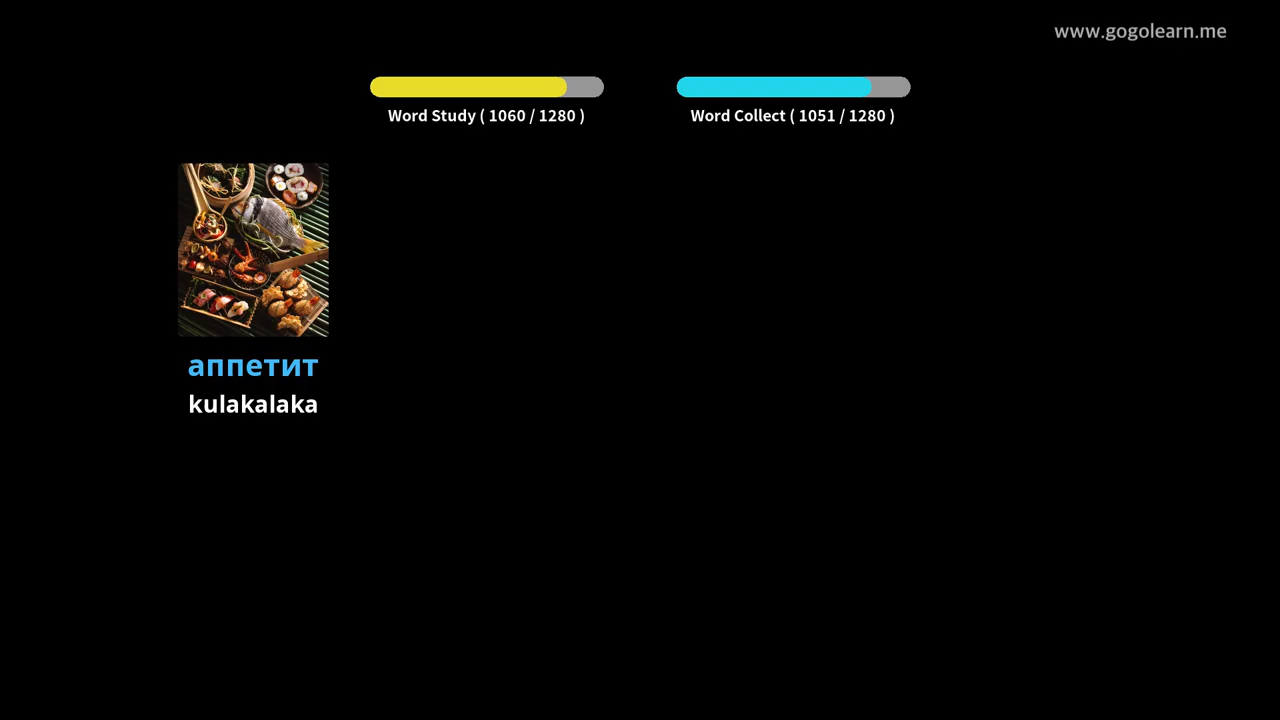 www.gogolearn.me
Word Study ( 1060 / 1280 )
Word Collect ( 1051 / 1280 )
аппетит
kulakalaka